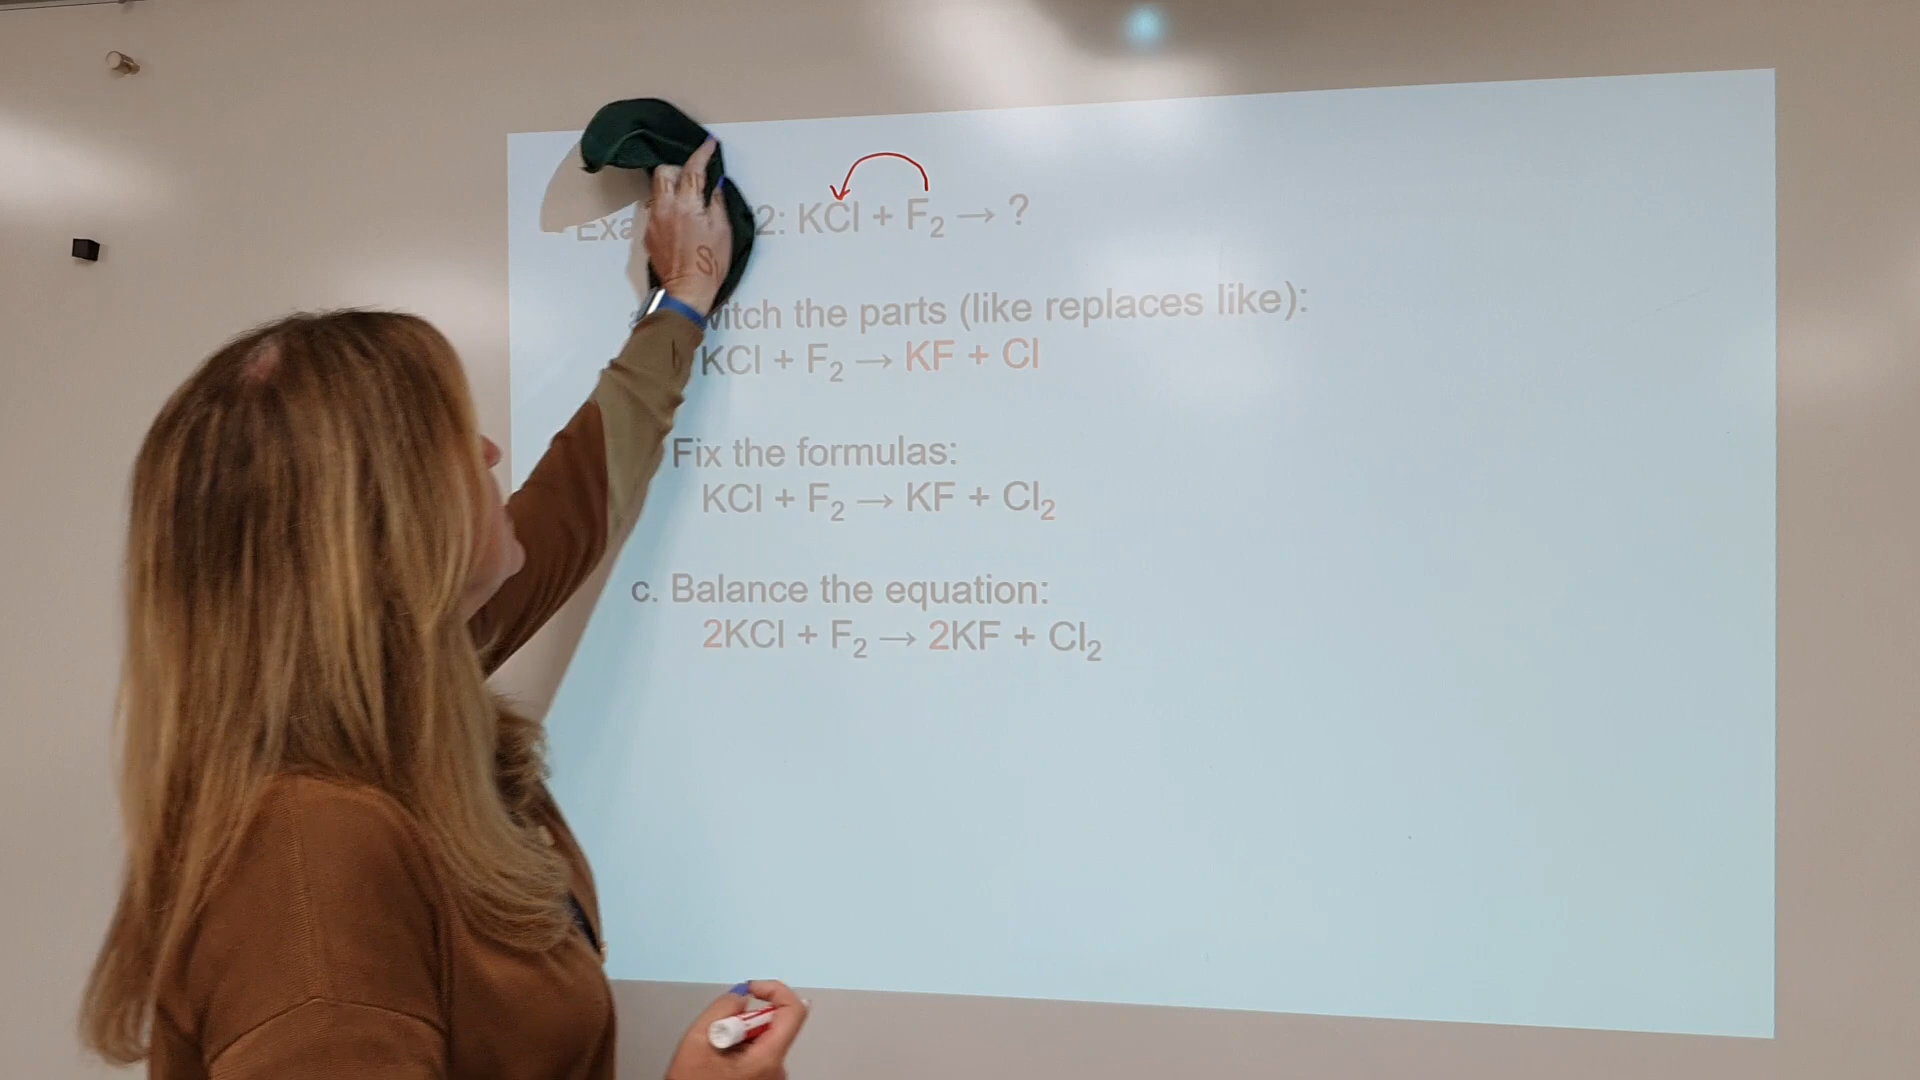 Exa 2: KCl + F₂ → ?
witch the parts (like replaces like):
KCl + F₂ → KF + Cl
Fix the formulas:
KCl + F₂ → KF + Cl₂
c. Balance the equation:
2KCl + F₂ → 2KF + Cl₂